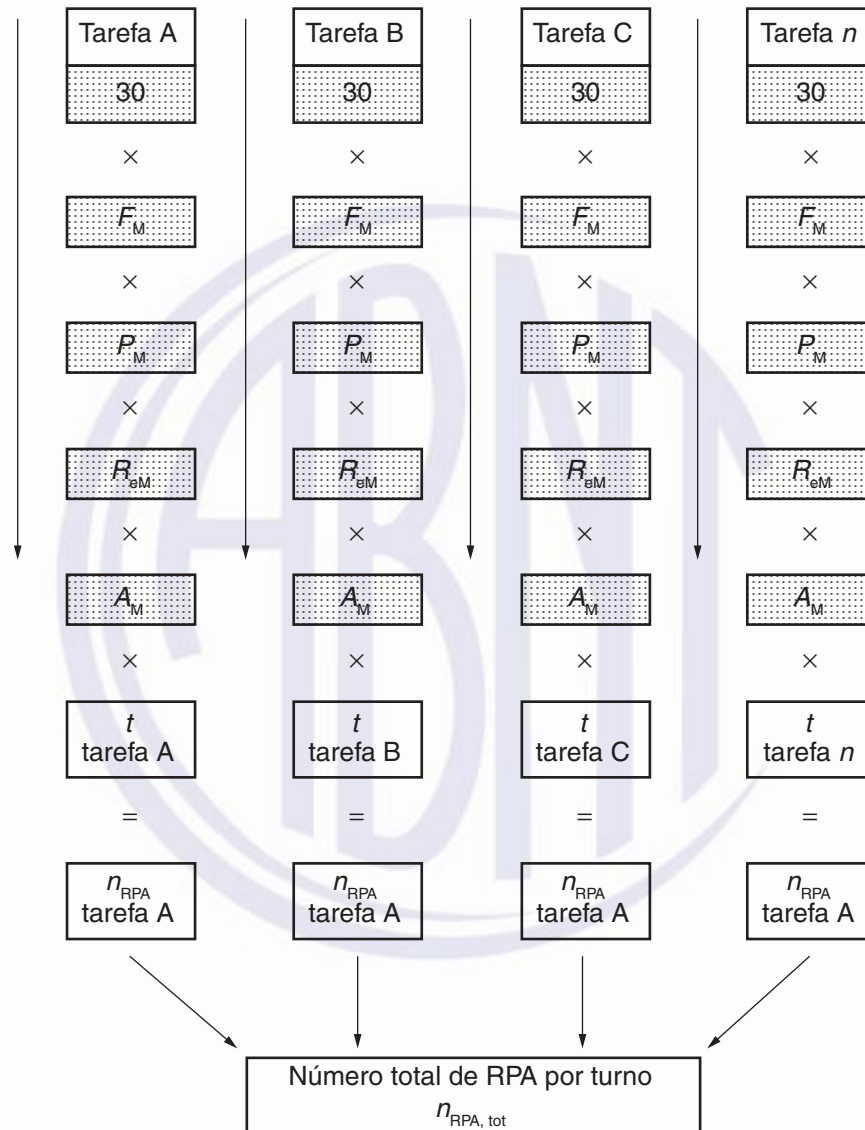 Tarefa A Tarefa B Tarefa C Tarefa n
30 30 30 30
× × × ×
F_M F_M F_M F_M
× × × ×
P_M P_M P_M P_M
× × × ×
R_eM R_eM R_eM R_eM
× × × ×
A_M A_M A_M A_M
× × × ×
t t t t
tarefa A tarefa B tarefa C tarefa n
= = = =
n_RPA n_RPA n_RPA n_RPA
tarefa A tarefa A tarefa A tarefa A
Número total de RPA por turno
n_RPA, tot
ABNT